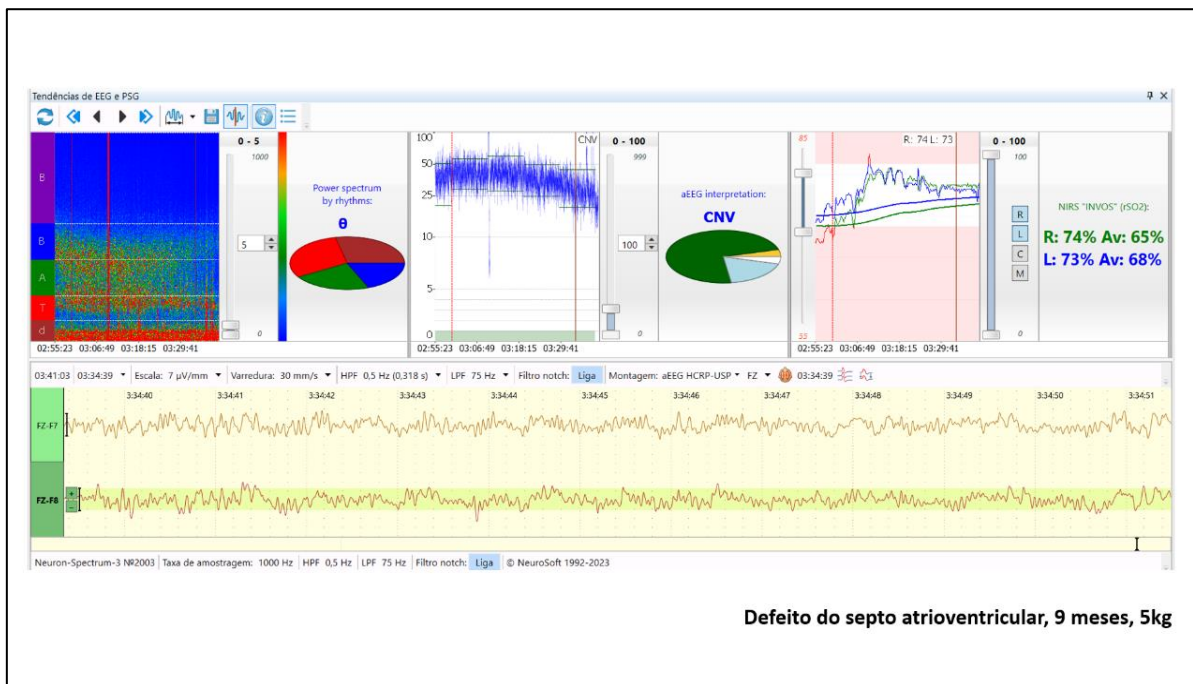 Tendências de EEG e PSG
B
B
A
T
d
0 - 5
1000
5
0
Power spectrum
by rhythms:
θ
02:55:23 03:06:49 03:18:15 03:29:41
100
50
25
10
5
0
CNV
0 - 100
999
100
0
aEEG interpretation:
CNV
02:55:23 03:06:49 03:18:15 03:29:41
85
55
R: 74 L: 73
0 - 100
100
0
R
L
C
M
NIRS "INVOS" (rSO2):
R: 74% Av: 65%
L: 73% Av: 68%
02:55:23 03:06:49 03:18:15 03:29:41
03:41:03 03:34:39 Escala: 7 µV/mm Varredura: 30 mm/s HPF 0,5 Hz (0,318 s) LPF 75 Hz Filtro notch: Liga Montagem: aEEG HCRP-USP FZ 03:34:39
3:34:40 3:34:41 3:34:42 3:34:43 3:34:44 3:34:45 3:34:46 3:34:47 3:34:48 3:34:49 3:34:50 3:34:51
FZ-F7
FZ-F8
+
-
Neuron-Spectrum-3 №2003 Taxa de amostragem: 1000 Hz HPF 0,5 Hz LPF 75 Hz Filtro notch: Liga © NeuroSoft 1992-2023
Defeito do septo atrioventricular, 9 meses, 5kg